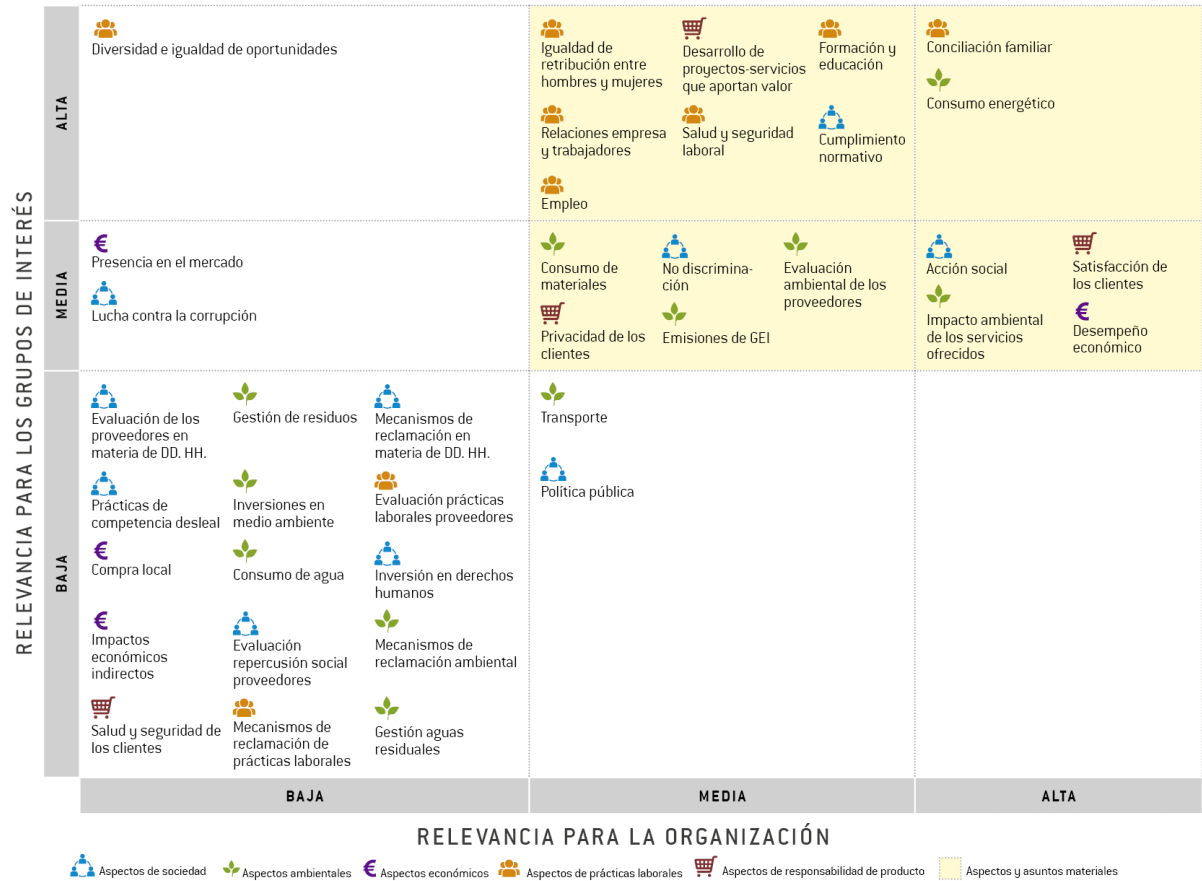 RELEVANCIA PARA LOS GRUPOS DE INTERÉS
ALTA
Diversidad e igualdad de oportunidades
Igualdad de
retribución entre
hombres y mujeres
Desarrollo de
proyectos-servicios
que aportan valor
Formación y
educación
Relaciones empresa
y trabajadores
Salud y seguridad
laboral
Cumplimiento
normativo
Empleo
Conciliación familiar
Consumo energético
MEDIA
Presencia en el mercado
Lucha contra la corrupción
Consumo de
materiales
No discrimina-
ción
Evaluación
ambiental de los
proveedores
Privacidad de los
clientes
Emisiones de GEI
Acción social
Satisfacción de
los clientes
Impacto ambiental
de los servicios
ofrecidos
Desempeño
económico
BAJA
Evaluación de los
proveedores en
materia de DD. HH.
Gestión de residuos
Mecanismos de
reclamación en
materia de DD. HH.
Prácticas de
competencia desleal
Inversiones en
medio ambiente
Evaluación prácticas
laborales proveedores
Compra local
Consumo de agua
Inversión en derechos
humanos
Impactos
económicos
indirectos
Evaluación
repercusión social
proveedores
Mecanismos de
reclamación ambiental
Salud y seguridad de
los clientes
Mecanismos de
reclamación de
prácticas laborales
Gestión aguas
residuales
Transporte
Política pública
BAJA
MEDIA
ALTA
RELEVANCIA PARA LA ORGANIZACIÓN
Aspectos de sociedad
Aspectos ambientales
€ Aspectos económicos
Aspectos de prácticas laborales
Aspectos de responsabilidad de producto
Aspectos y asuntos materiales